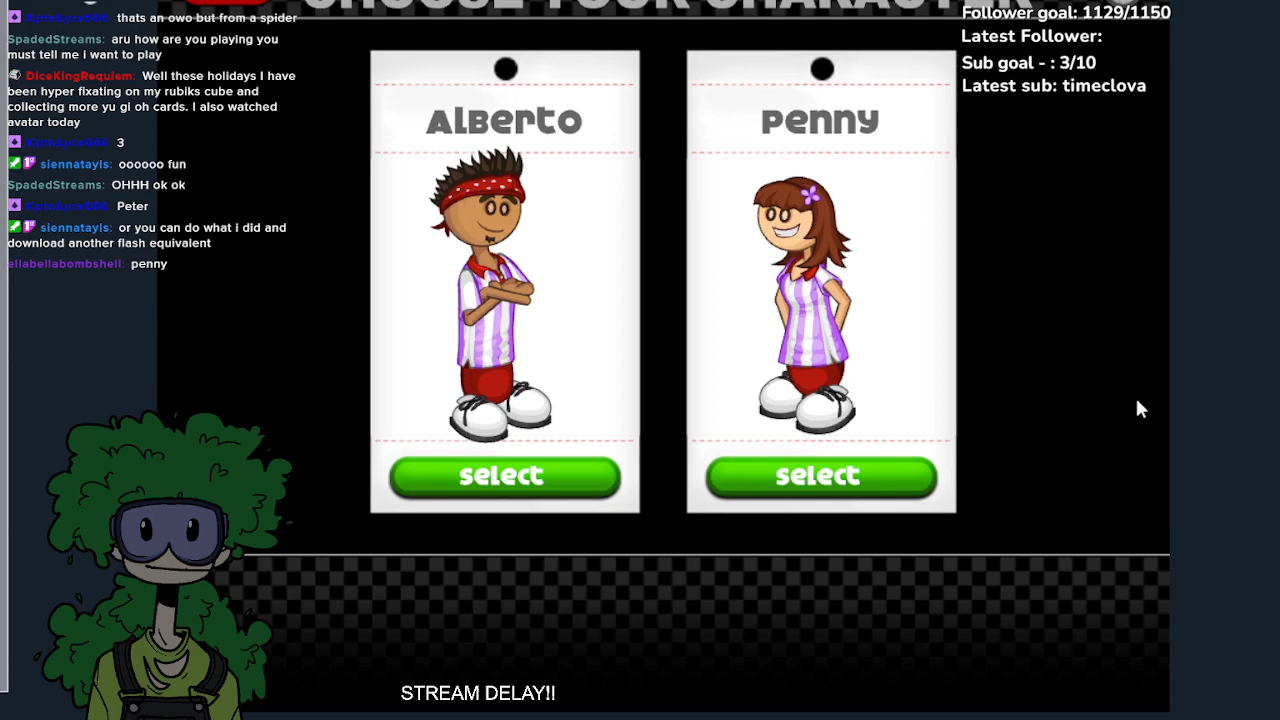 CHOOSE YOUR CHARACTER
thats an owo but from a spider
SpadedStreams: aru how are you playing you
must tell me i want to play
DiceKingRequiem: Well these holidays I have
been hyper fixating on my rubiks cube and
collecting more yu gi oh cards. I also watched
avatar today
3
siennatayls: oooooo fun
SpadedStreams: OHHH ok ok
Peter
siennatayls: or you can do what i did and
download another flash equivalent
ellabellabombshell: penny
Alberto
select
Penny
select
Follower goal: 1129/1150
Latest Follower:
Sub goal - : 3/10
Latest sub: timeclova
STREAM DELAY!!